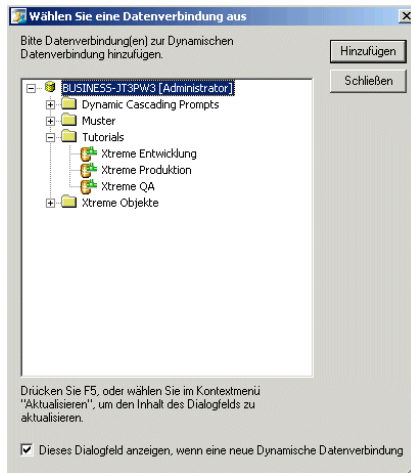 Wählen Sie eine Datenverbindung aus
Bitte Datenverbindung(en) zur Dynamischen
Datenverbindung hinzufügen.
Hinzufügen
Schließen
BUSINESS-JT3PW3 [Administrator]
Dynamic Cascading Prompts
Muster
Tutorials
Xtreme Entwicklung
Xtreme Produktion
Xtreme QA
Xtreme Objekte
Drücken Sie F5, oder wählen Sie im Kontextmenü
"Aktualisieren", um den Inhalt des Dialogfelds zu
aktualisieren.
Dieses Dialogfeld anzeigen, wenn eine neue Dynamische Datenverbindung